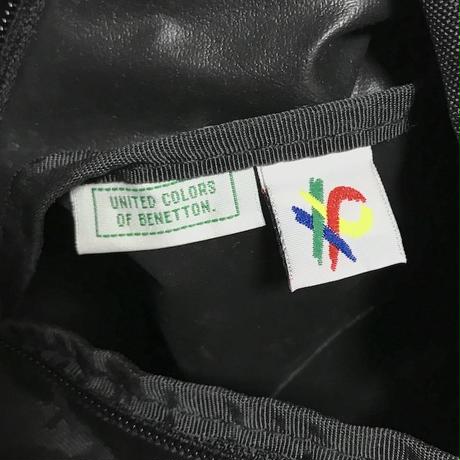 UNITED COLORS
OF BENETTON.